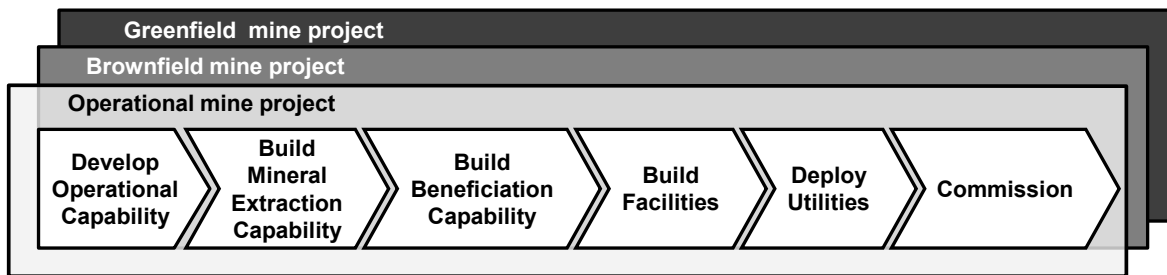 Greenfield  mine project
Brownfield mine project
Operational mine project
Develop
Operational
Capability
Build
Mineral
Extraction
Capability
Build
Beneficiation
Capability
Build
Facilities
Deploy
Utilities
Commission